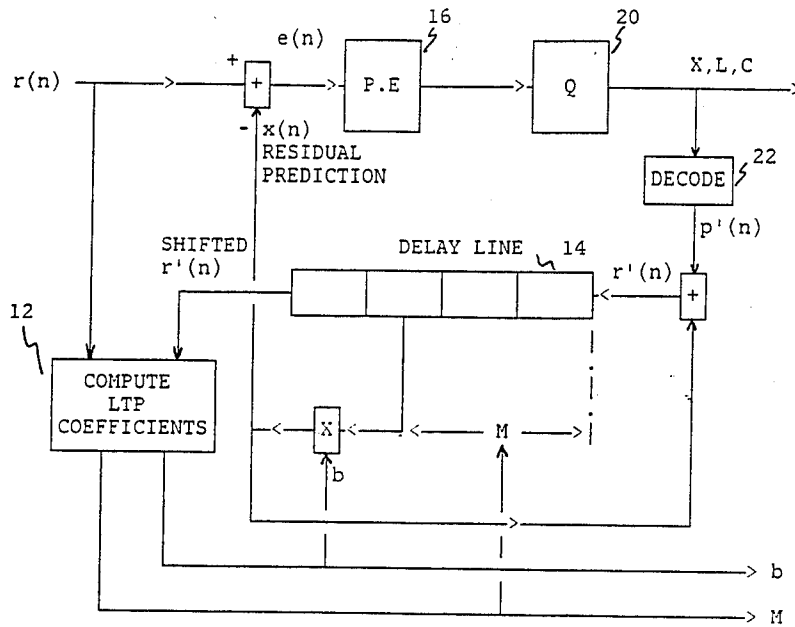 16
20
+
e(n)
X,L,C
r(n)
+
P.E
Q
- x(n)
RESIDUAL
PREDICTION
22
DECODE
p'(n)
SHIFTED
r'(n)
DELAY LINE
14
r'(n)
+
12
COMPUTE
LTP
COEFFICIENTS
X
M
b
b
M